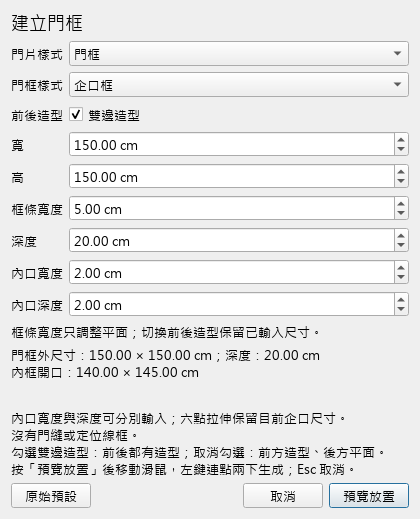 建立門框
門片樣式 門框
門框樣式 企口框
前後造型 雙邊造型
寬 150.00 cm
高 150.00 cm
框條寬度 5.00 cm
深度 20.00 cm
內口寬度 2.00 cm
內口深度 2.00 cm
框條寬度只調整平面；切換前後造型保留已輸入尺寸。
門框外尺寸：150.00 × 150.00 cm；深度：20.00 cm
內框開口：140.00 × 145.00 cm
內口寬度與深度可分別輸入；六點拉伸保留目前企口尺寸。
沒有門縫或定位線框。
勾選雙邊造型：前後都有造型；取消勾選：前方造型、後方平面。
按「預覽放置」後移動滑鼠，左鍵連點兩下生成；Esc 取消。
原始預設 取消 預覽放置